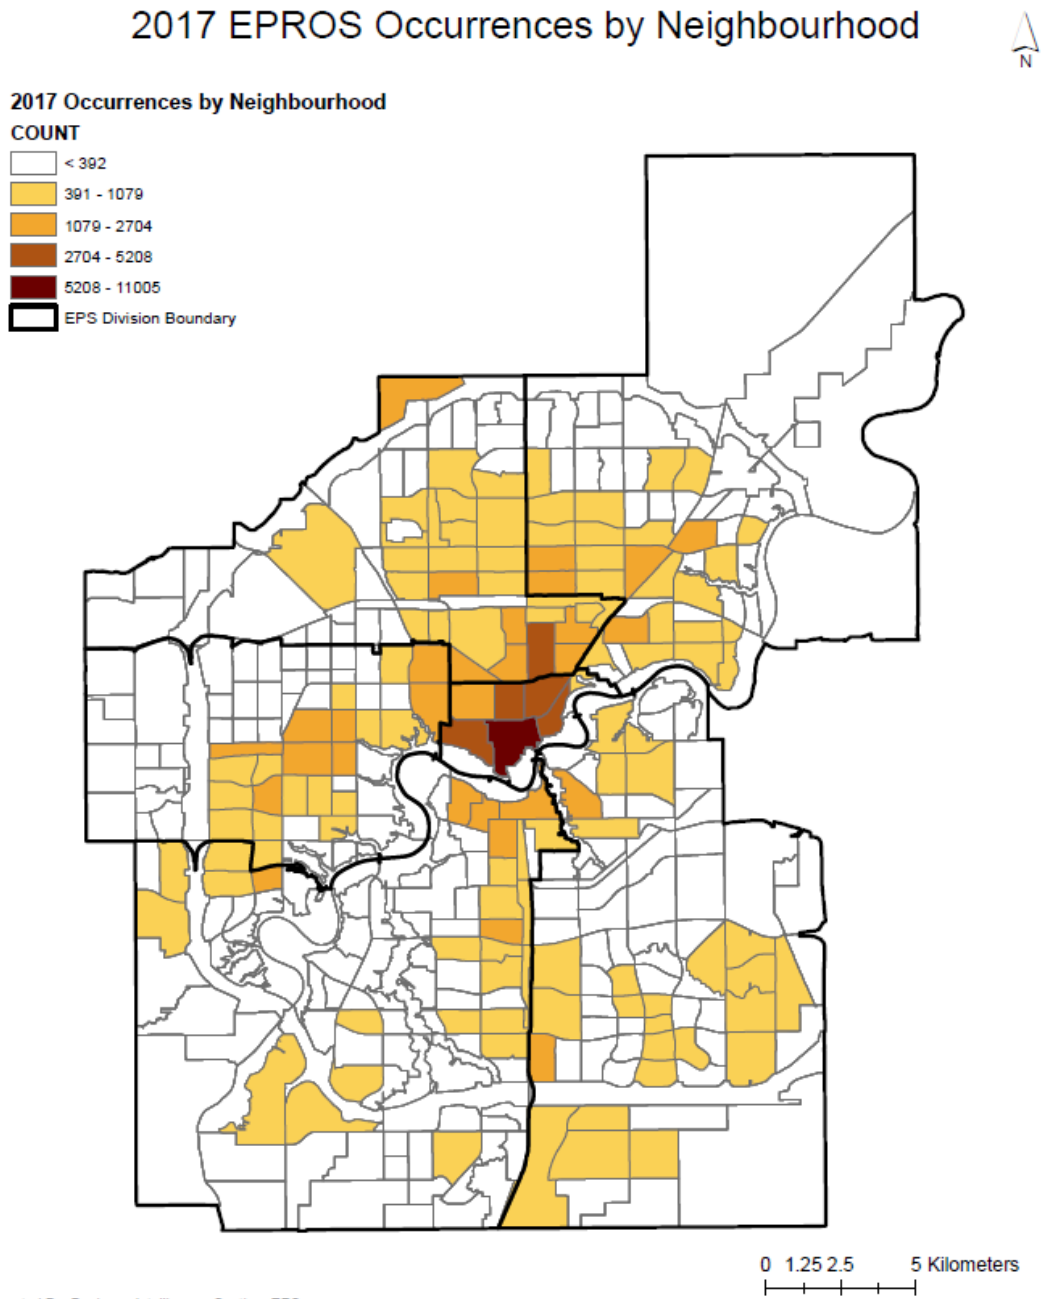 2017 EPROS Occurrences by Neighbourhood
N
2017 Occurrences by Neighbourhood
COUNT
< 392
391 - 1079
1079 - 2704
2704 - 5208
5208 - 11005
EPS Division Boundary
0 1.25 2.5 5 Kilometers